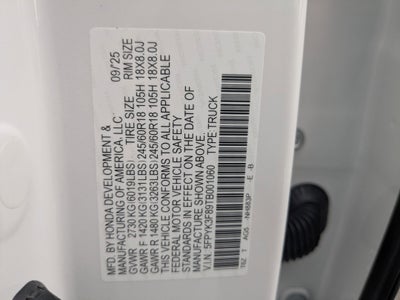 MFD BY HONDA DEVELOPMENT & 09/25
MANUFACTURING OF AMERICA, LLC TIRE SIZE RIM SIZE
GVWR 2730 KG(6019LBS)
GAWR F 1420 KG(3131LBS)245/60R18 105H 18X8.0J
GAWR R 1480 KG(3263LBS)245/60R18 105H 18X8.0J
THIS VEHICLE CONFORMS TO ALL APPLICABLE
FEDERAL MOTOR VEHICLE SAFETY
STANDARDS IN EFFECT ON THE DATE OF
MANUFACTURE SHOWN ABOVE.
V.I.N. 5FPYK3F89TB001060 TYPE TRUCK
AG5 NH883P E -B